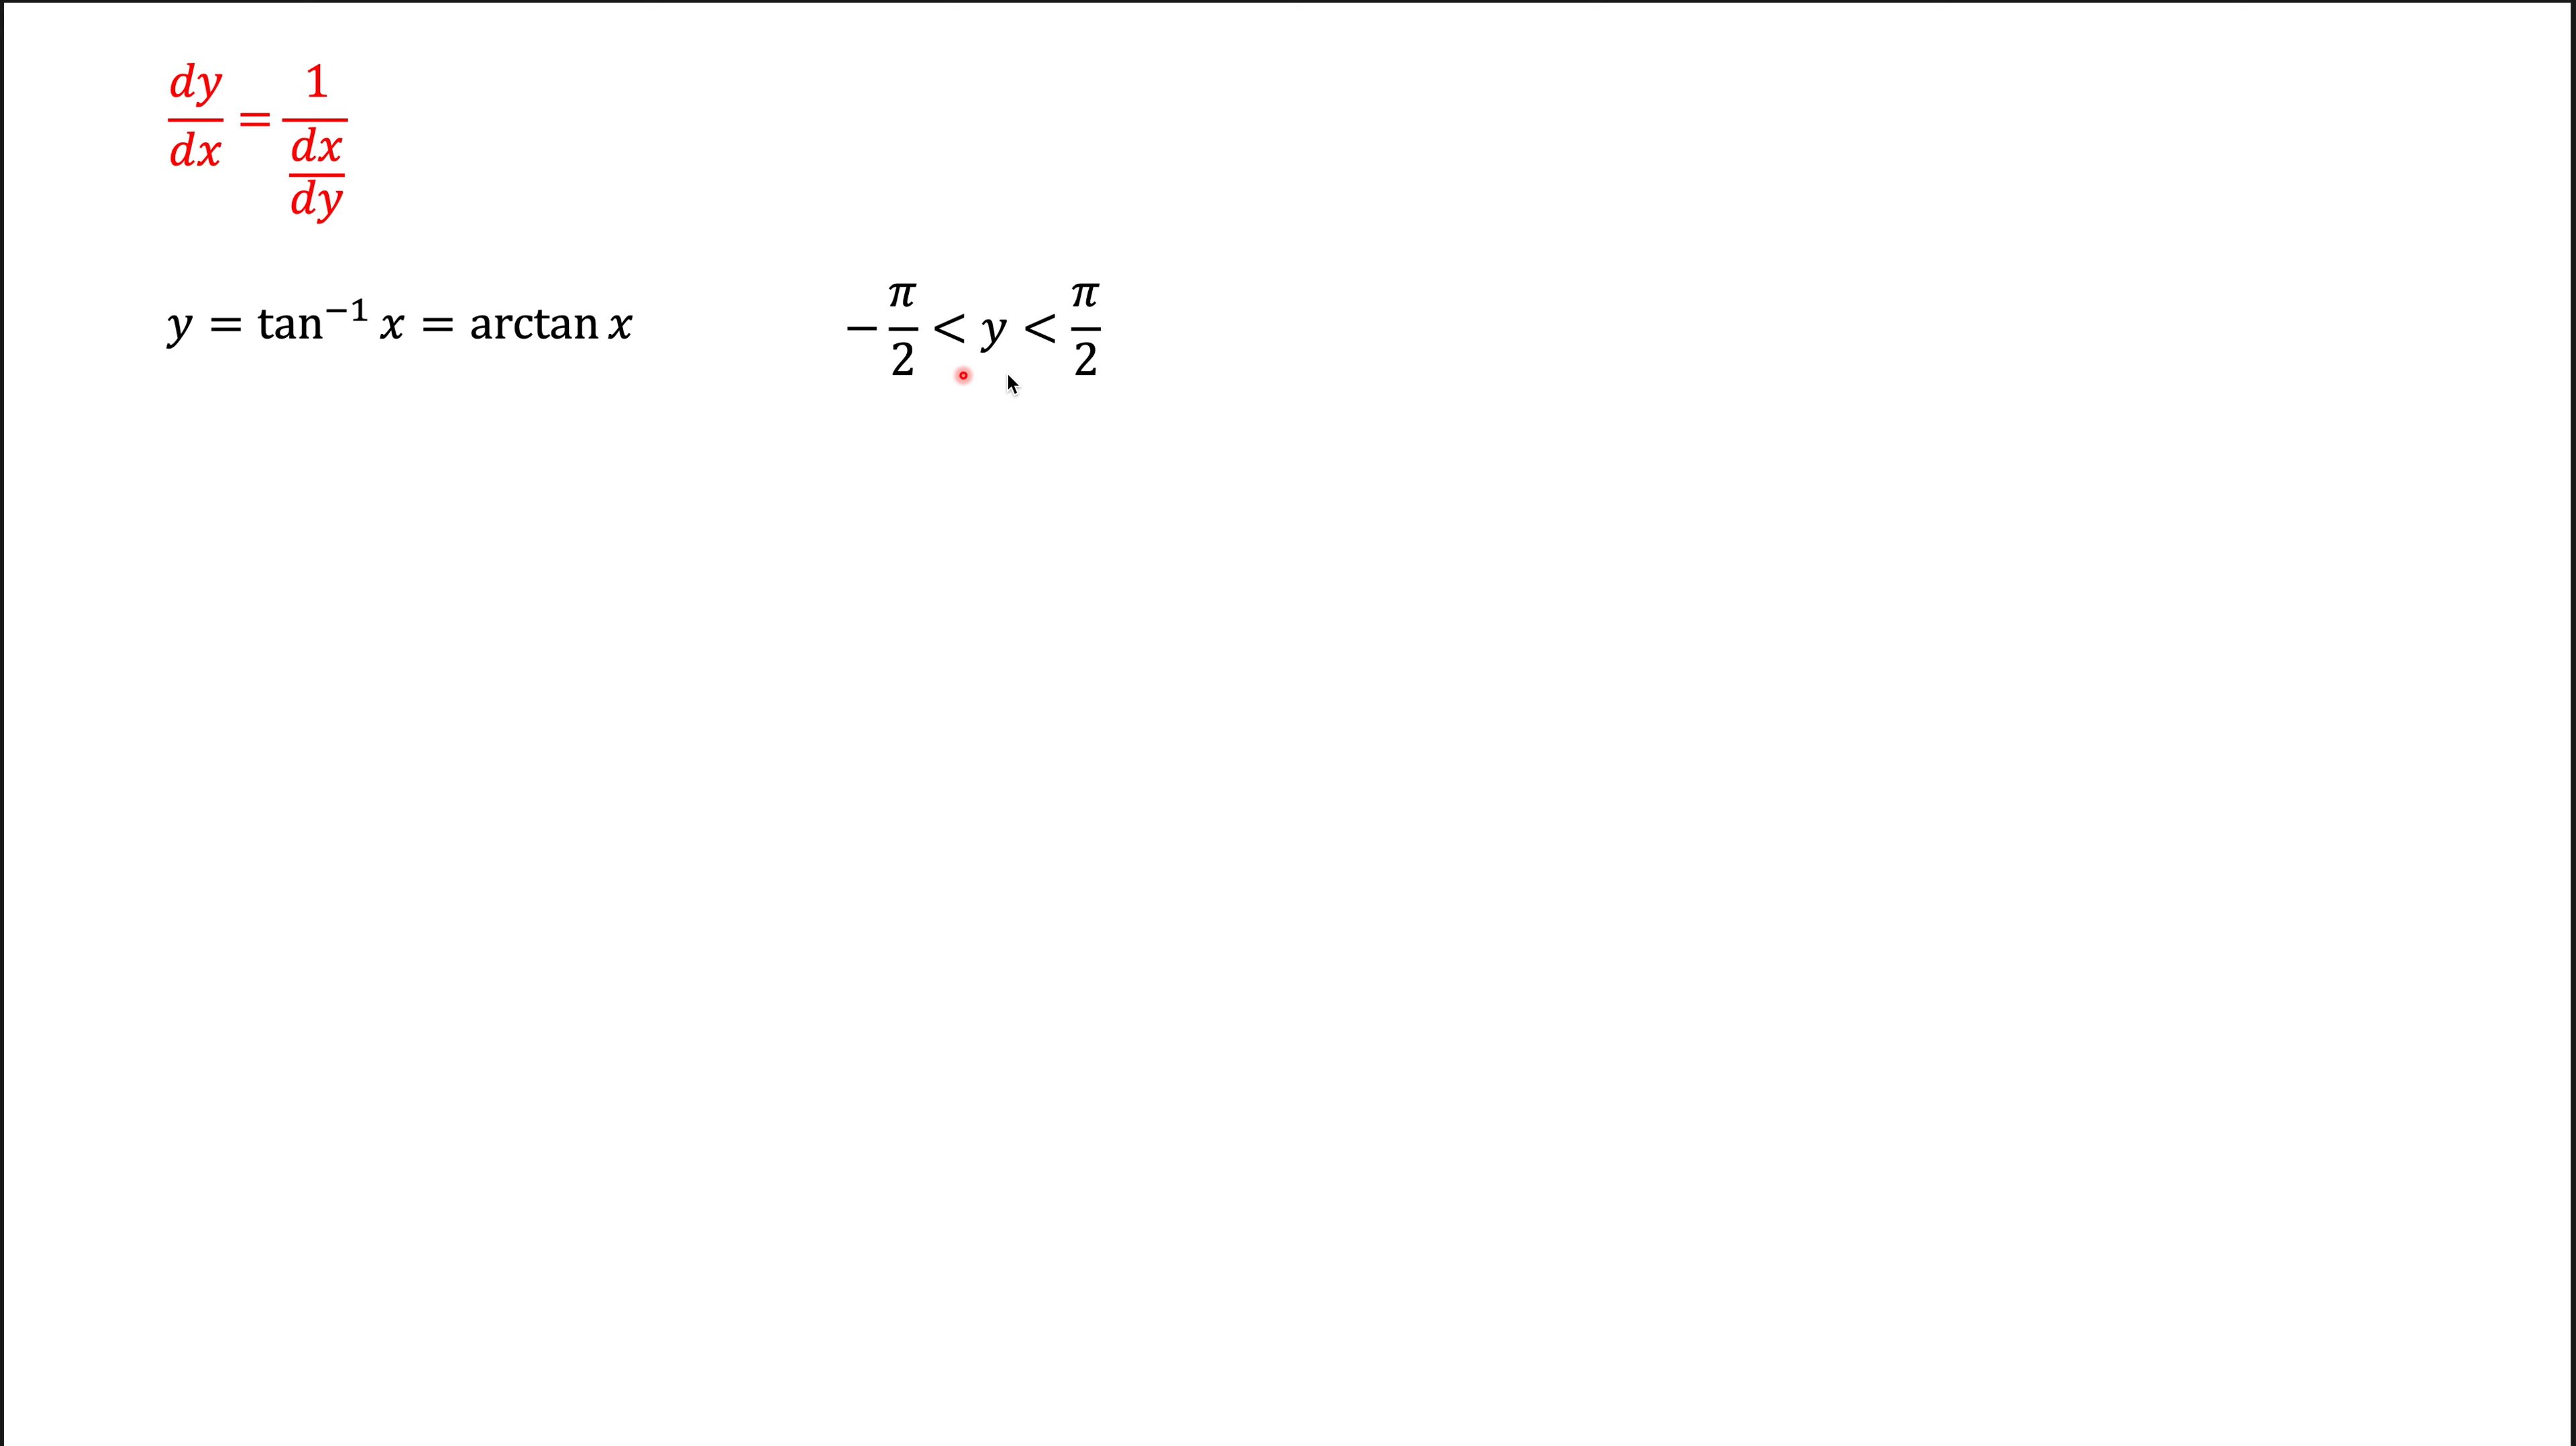 dy/dx = 1/(dx/dy)
y = tan⁻¹ x = arctan x
−π/2 < y < π/2